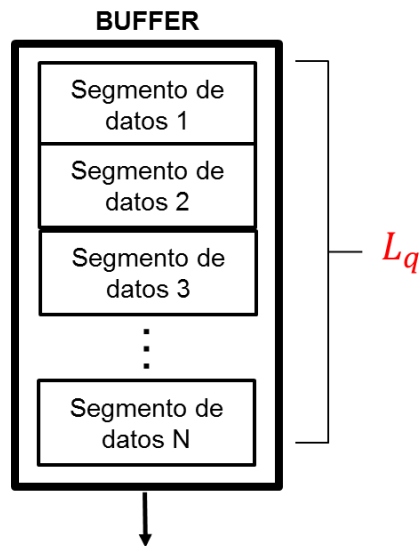 BUFFER
Segmento de
datos 1
Segmento de
datos 2
Segmento de
datos 3
Segmento de
datos N
L_q